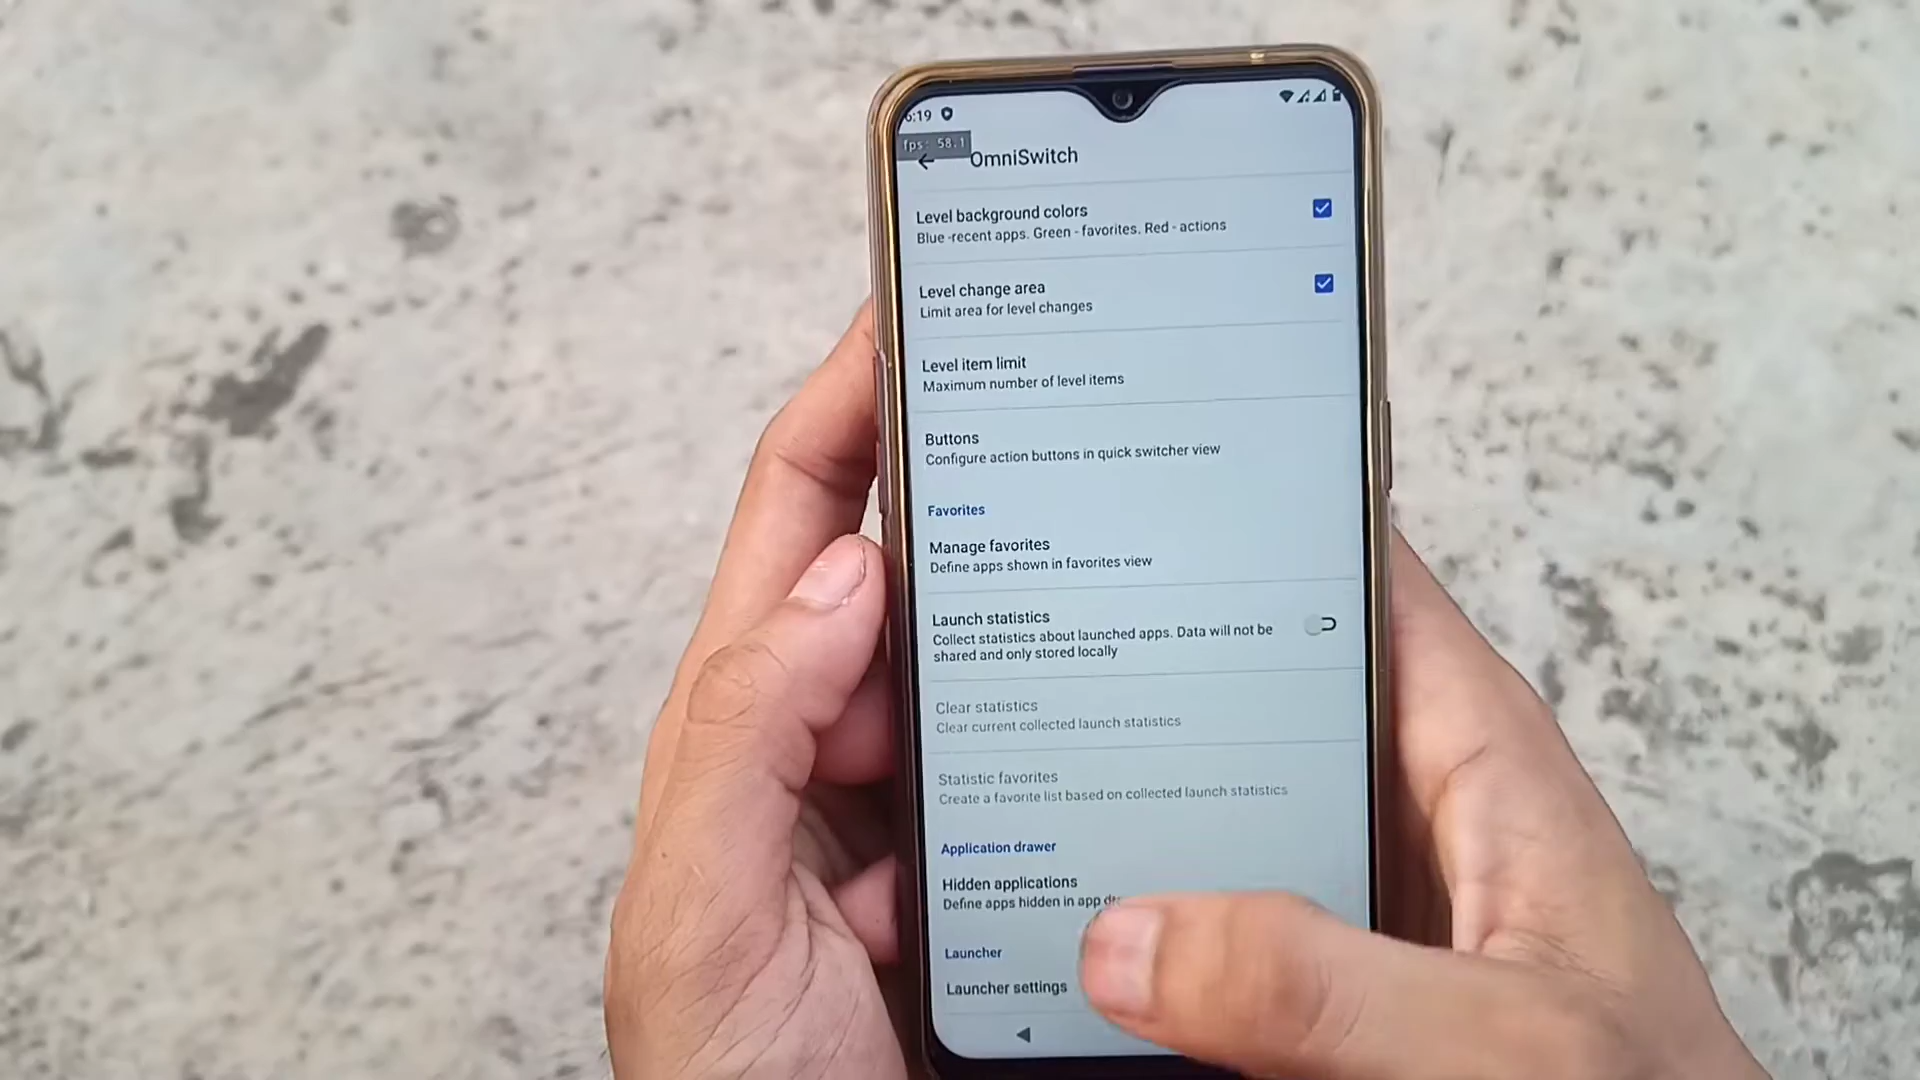 6:19
fps: 58.1
OmniSwitch
Level background colors
Blue -recent apps. Green - favorites. Red - actions
Level change area
Limit area for level changes
Level item limit
Maximum number of level items
Buttons
Configure action buttons in quick switcher view
Favorites
Manage favorites
Define apps shown in favorites view
Launch statistics
Collect statistics about launched apps. Data will not be
shared and only stored locally
Clear statistics
Clear current collected launch statistics
Statistic favorites
Create a favorite list based on collected launch statistics
Application drawer
Hidden applications
Define apps hidden in app
Launcher
Launcher settings